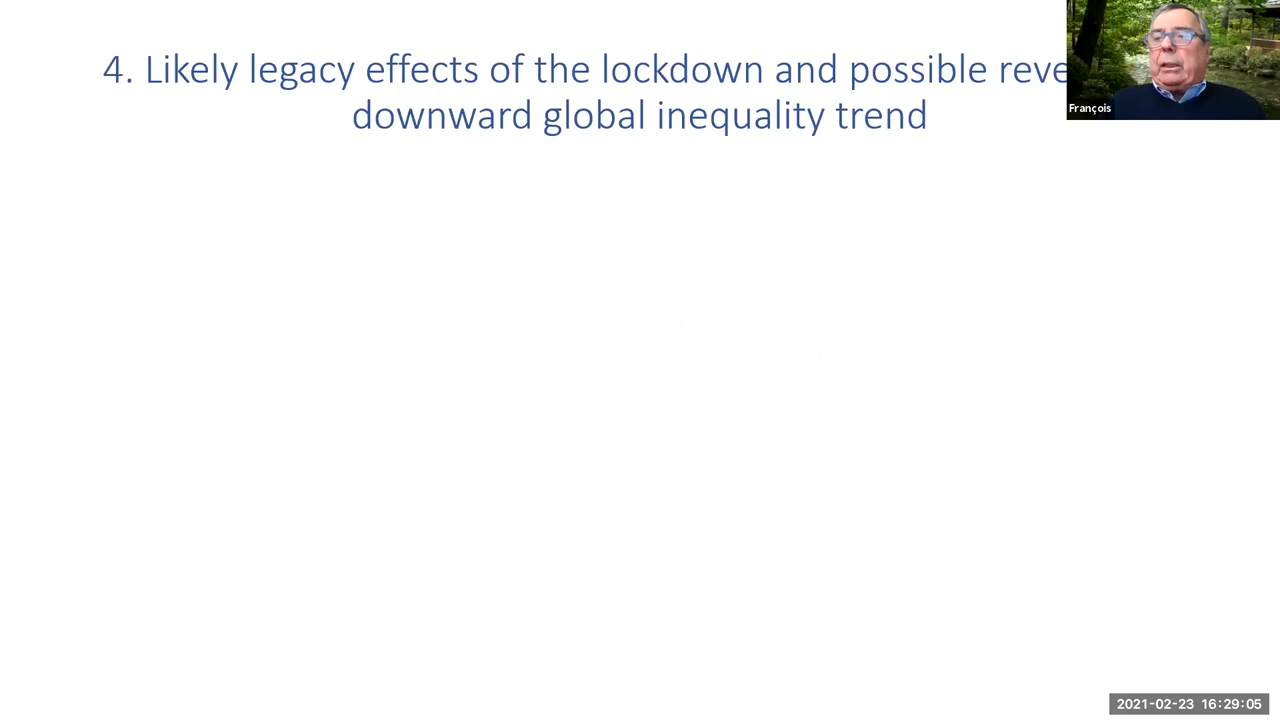 4. Likely legacy effects of the lockdown and possible
downward global inequality trend
François
2021-02-23 16:29:05